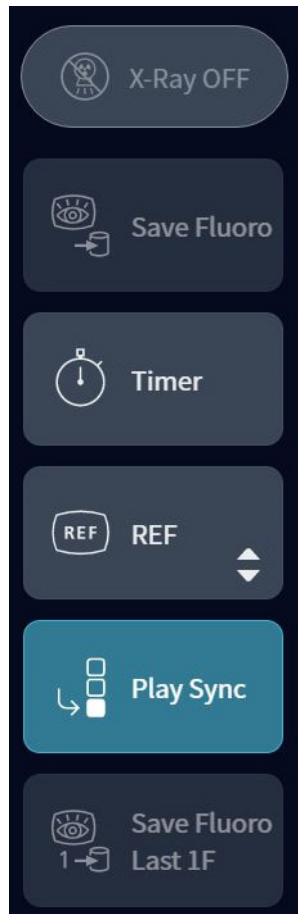 X-Ray OFF
Save Fluoro
Timer
REF REF
Play Sync
Save Fluoro
1 Last 1F